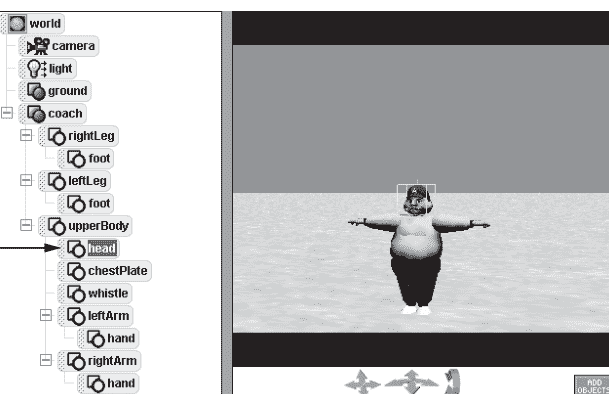 world
camera
light
ground
coach
rightLeg
foot
leftLeg
foot
upperBody
head
chestPlate
whistle
leftArm
hand
rightArm
hand
ADD
OBJECTS